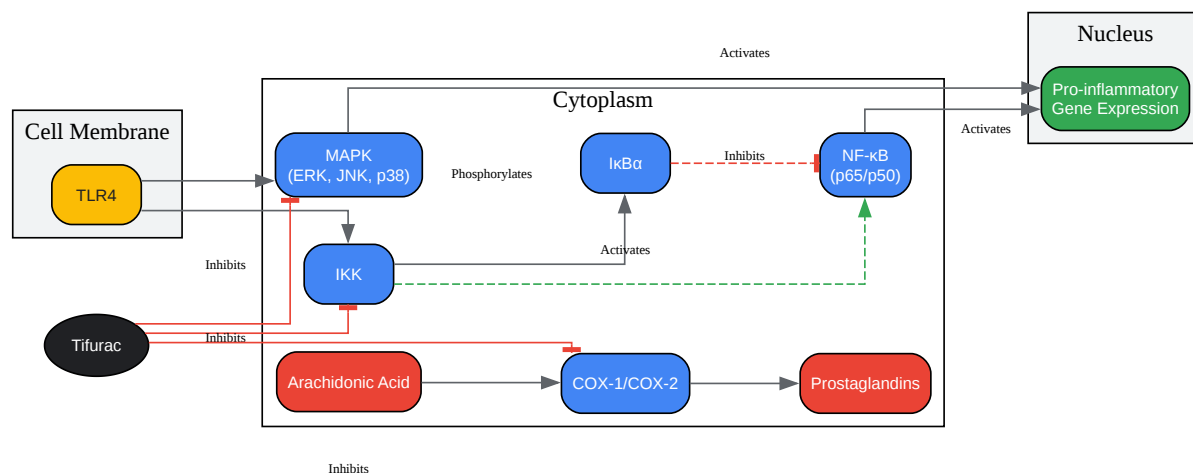 Nucleus
Activates
Pro-inflammatory
Gene Expression
Cytoplasm
Activates
Cell Membrane
MAPK
(ERK, JNK, p38)
Phosphorylates
IκBα
Inhibits
NF-κB
(p65/p50)
TLR4
Activates
Inhibits
IKK
Tifurac
Inhibits
Arachidonic Acid
COX-1/COX-2
Prostaglandins
Inhibits